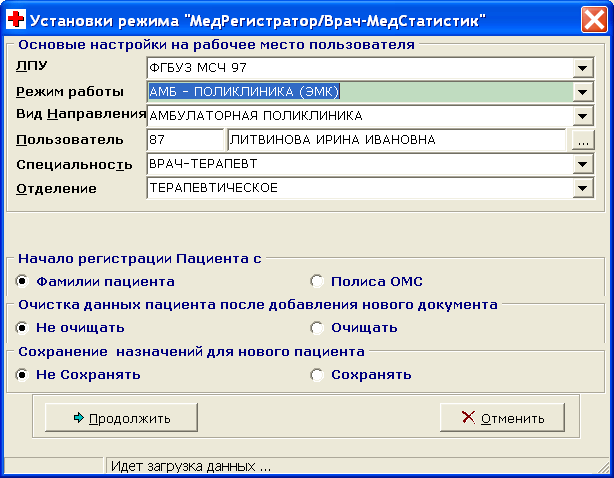 Установки режима "МедРегистратор/Врач-МедСтатистик"
Основые настройки на рабочее место пользователя
ЛПУ ФГБУЗ МСЧ 97
Режим работы АМБ - ПОЛИКЛИНИКА (ЭМК)
Вид Направления АМБУЛАТОРНАЯ ПОЛИКЛИНИКА
Пользователь 87 ЛИТВИНОВА ИРИНА ИВАНОВНА ...
Специальность ВРАЧ-ТЕРАПЕВТ
Отделение ТЕРАПЕВТИЧЕСКОЕ
Начало регистрации Пациента с
Фамилии пациента Полиса ОМС
Очистка данных пациента после добавления нового документа
Не очищать Очищать
Сохранение назначений для нового пациента
Не Сохранять Сохранять
Продолжить Отменить
Идет загрузка данных ...